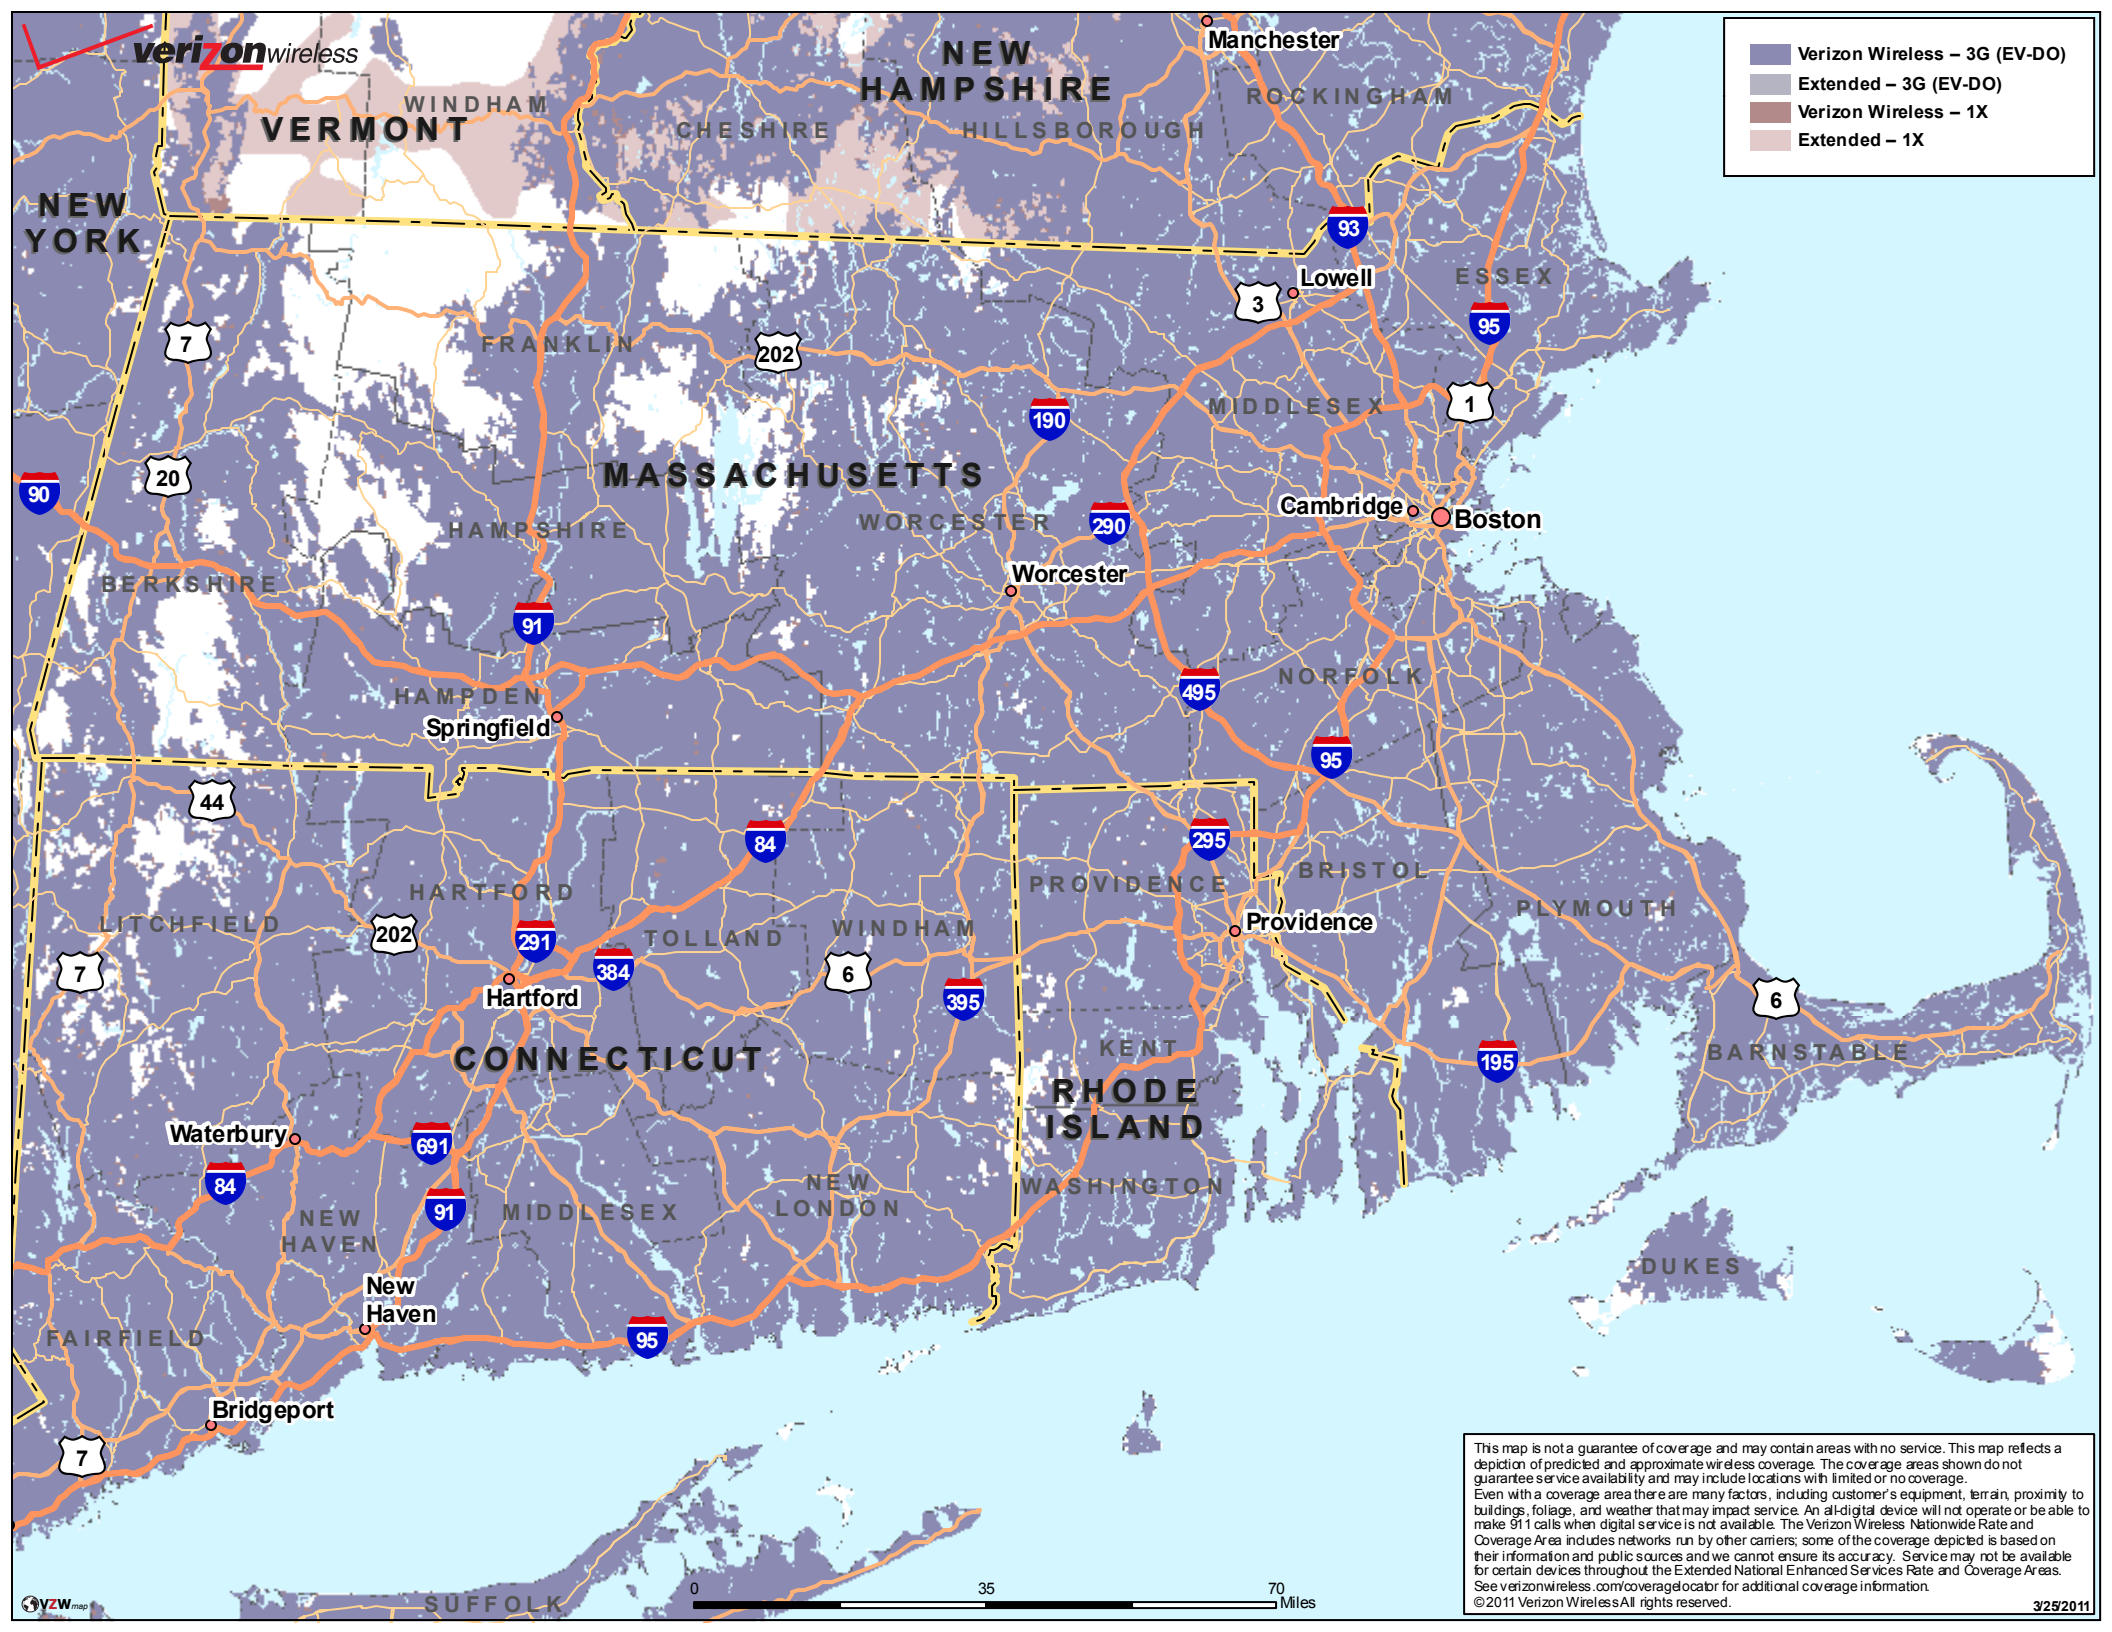 verizon wireless
Verizon Wireless – 3G (EV-DO)
Extended – 3G (EV-DO)
Verizon Wireless – 1X
Extended – 1X
Manchester
NEW
HAMPSHIRE
ROCKINGHAM
WINDHAM
VERMONT
CHESHIRE
HILLSBOROUGH
NEW
YORK
93
Lowell
ESSEX
3
95
7
FRANKLIN
202
1
190
MIDDLESEX
20
MASSACHUSETTS
90
Cambridge
Boston
HAMPSHIRE
WORCESTER
290
Worcester
BERKSHIRE
91
NORFOLK
495
HAMPDEN
Springfield
95
44
84
295
BRISTOL
PROVIDENCE
HARTFORD
LITCHFIELD
202
291
TOLLAND
WINDHAM
Providence
PLYMOUTH
7
384
6
395
Hartford
6
CONNECTICUT
KENT
BARNSTABLE
195
RHODE
ISLAND
Waterbury
691
84
91
NEW
HAVEN
MIDDLESEX
NEW
LONDON
WASHINGTON
DUKES
New
Haven
FAIRFIELD
95
Bridgeport
7
SUFFOLK
0 35 70
Miles
VZWmap
This map is not a guarantee of coverage and may contain areas with no service. This map reflects a
depiction of predicted and approximate wireless coverage. The coverage areas shown do not
guarantee service availability and may include locations with limited or no coverage.
Even with a coverage area there are many factors, including customer's equipment, terrain, proximity to
buildings, foliage, and weather that may impact service. An all-digital device will not operate or be able to
make 911 calls when digital service is not available. The Verizon Wireless Nationwide Rate and
Coverage Area includes networks run by other carriers; some of the coverage depicted is based on
their information and public sources and we cannot ensure its accuracy. Service may not be available
for certain devices throughout the Extended National Enhanced Services Rate and Coverage Areas.
See verizonwireless.com/coveragelocator for additional coverage information.
©2011 Verizon Wireless All rights reserved.
3/25/2011